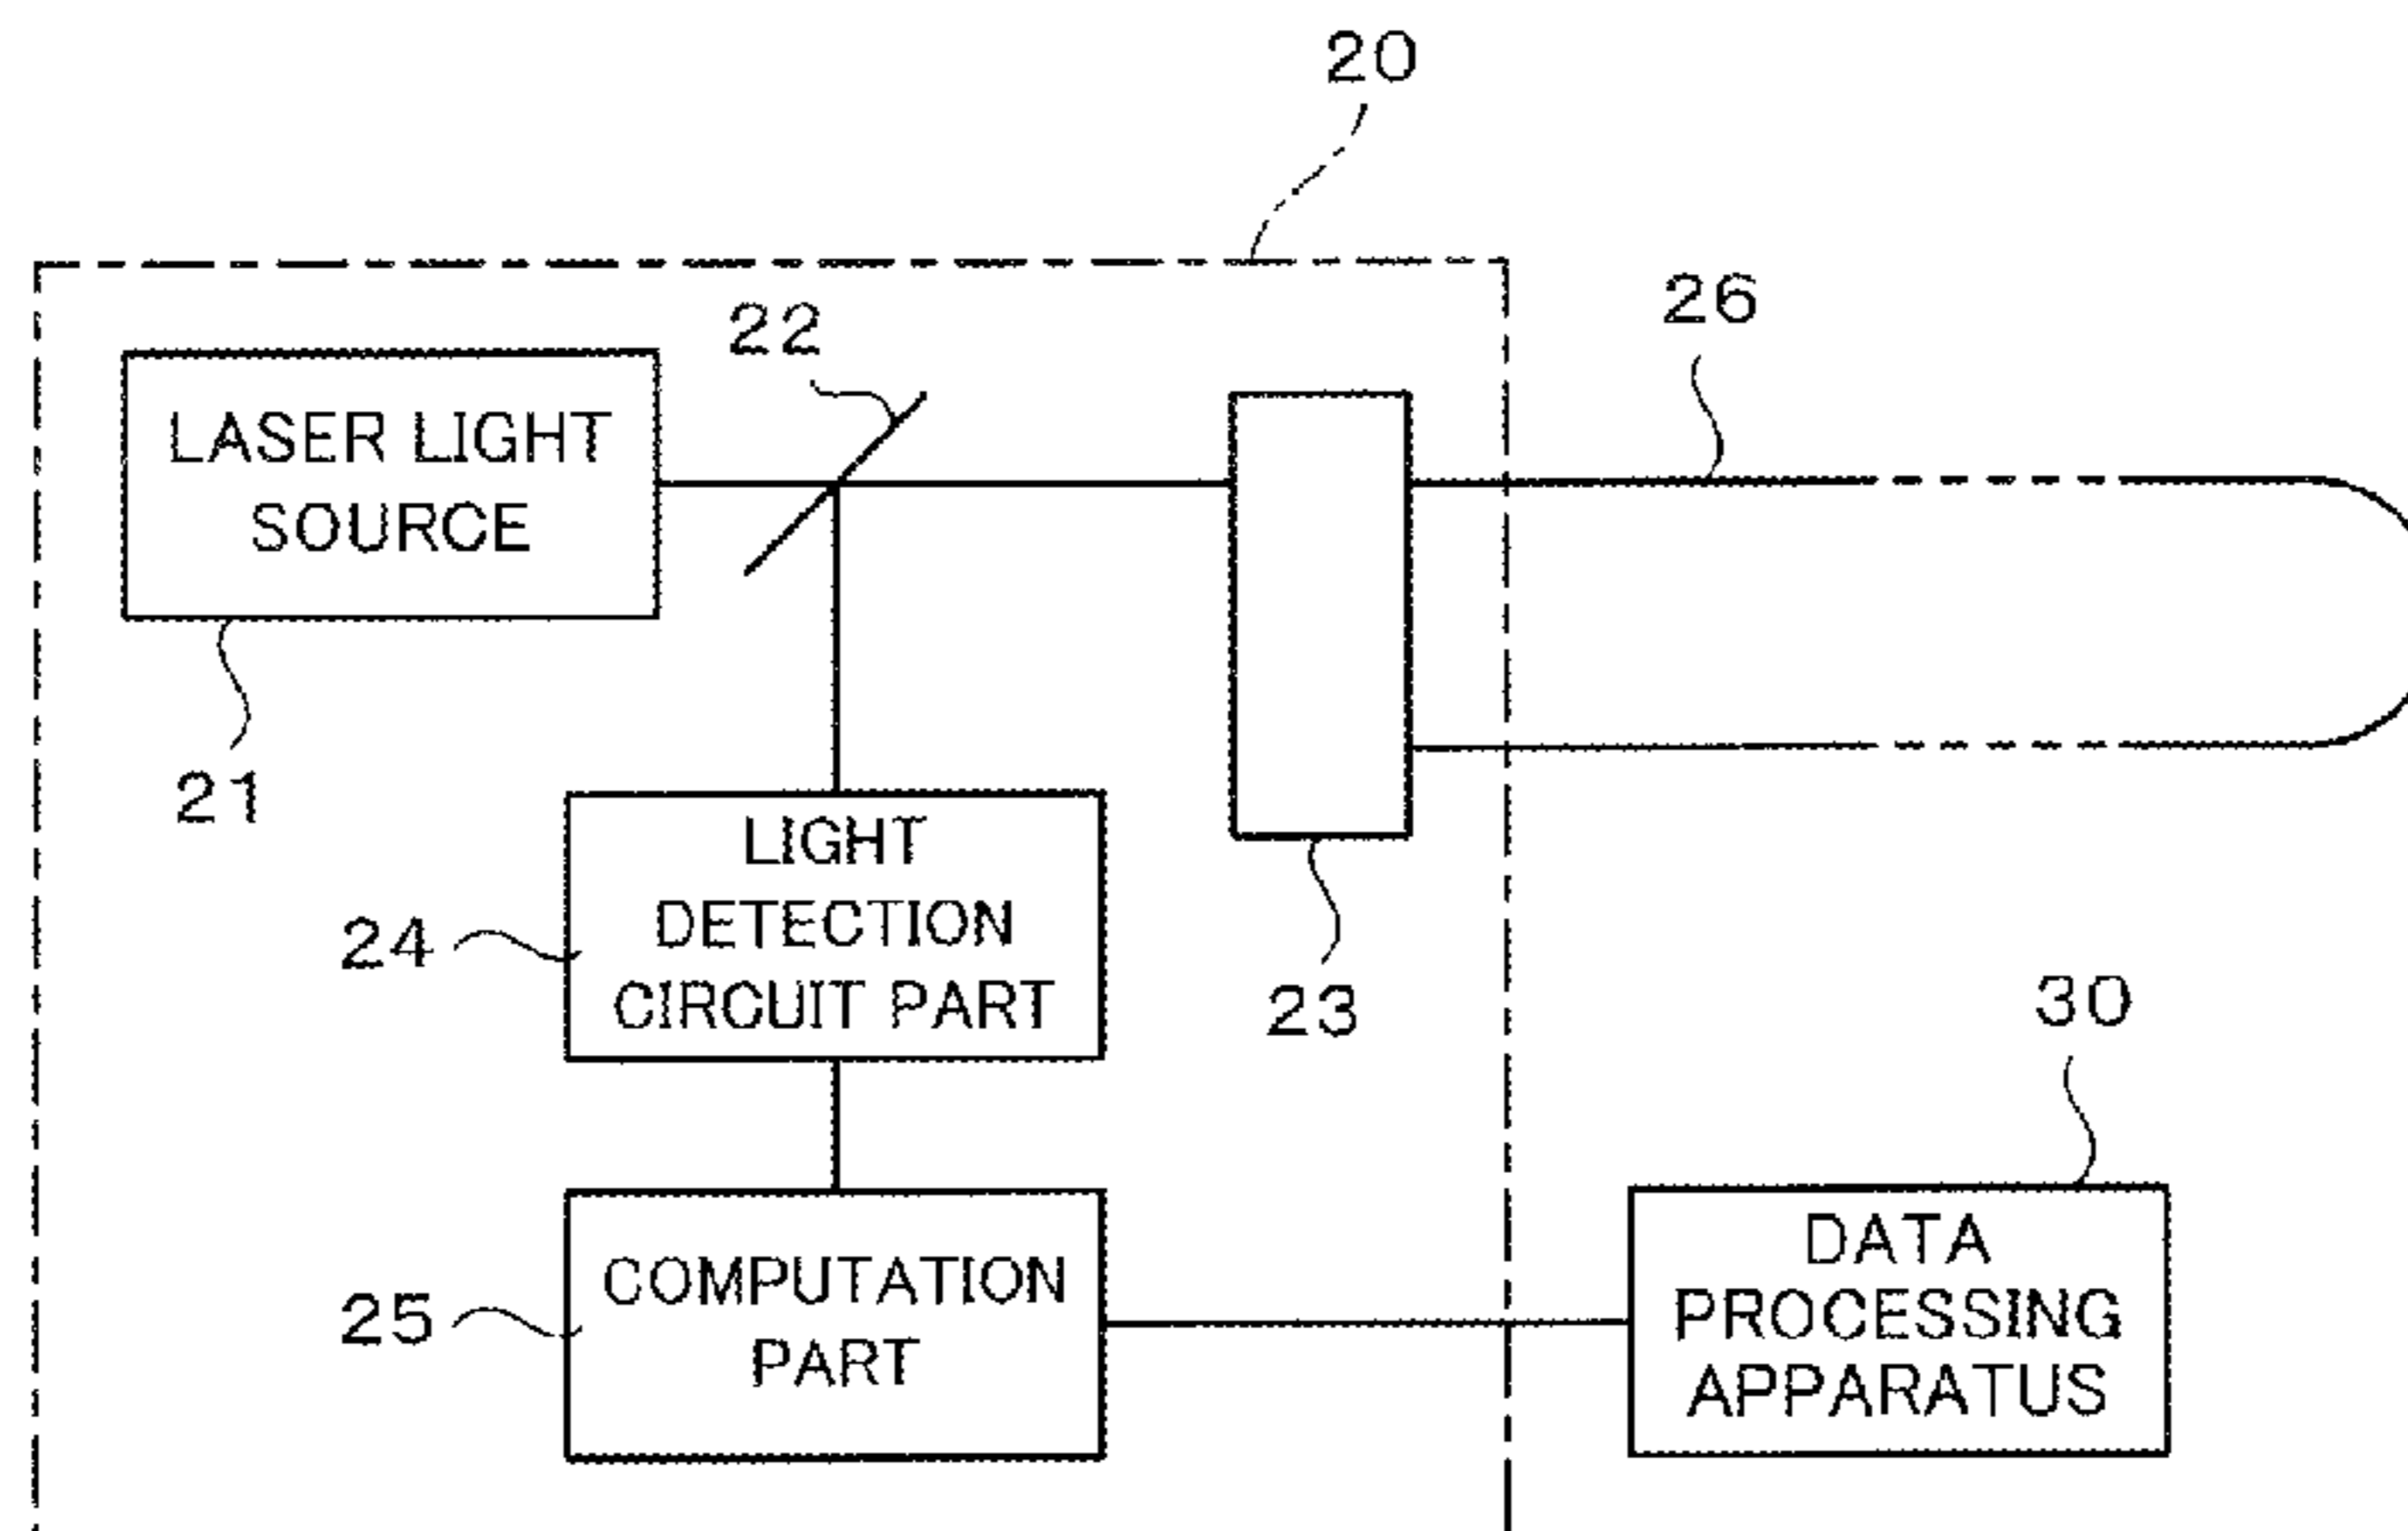 20
22
26
LASER LIGHT
SOURCE
21
LIGHT
DETECTION
CIRCUIT PART
24
23
30
COMPUTATION
PART
25
DATA
PROCESSING
APPARATUS